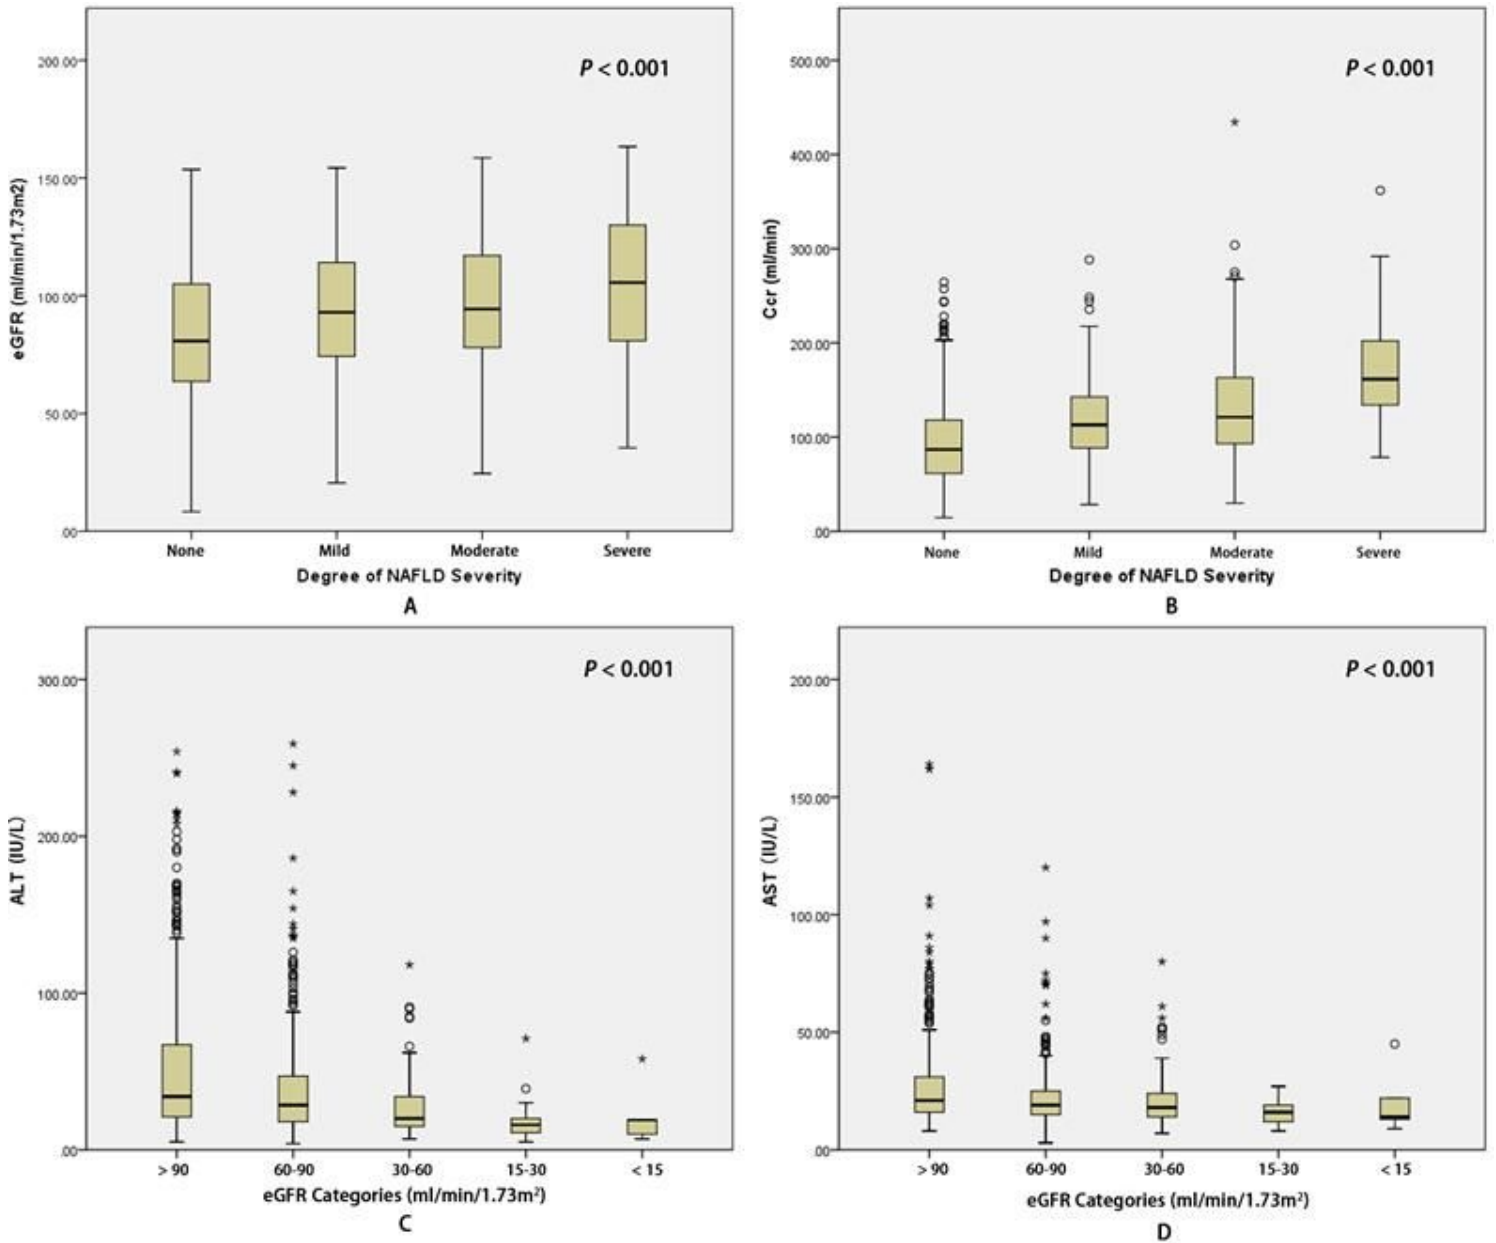 P < 0.001
200.00
150.00
100.00
50.00
.00
eGFR (ml/min/1.73m2)
None Mild Moderate Severe
Degree of NAFLD Severity
A
P < 0.001
500.00
400.00
300.00
200.00
100.00
.00
Ccr (ml/min)
None Mild Moderate Severe
Degree of NAFLD Severity
B
P < 0.001
300.00
200.00
100.00
.00
ALT (IU/L)
> 90 60-90 30-60 15-30 < 15
eGFR Categories (ml/min/1.73m²)
C
P < 0.001
200.00
150.00
100.00
50.00
.00
AST (IU/L)
> 90 60-90 30-60 15-30 < 15
eGFR Categories (ml/min/1.73m²)
D